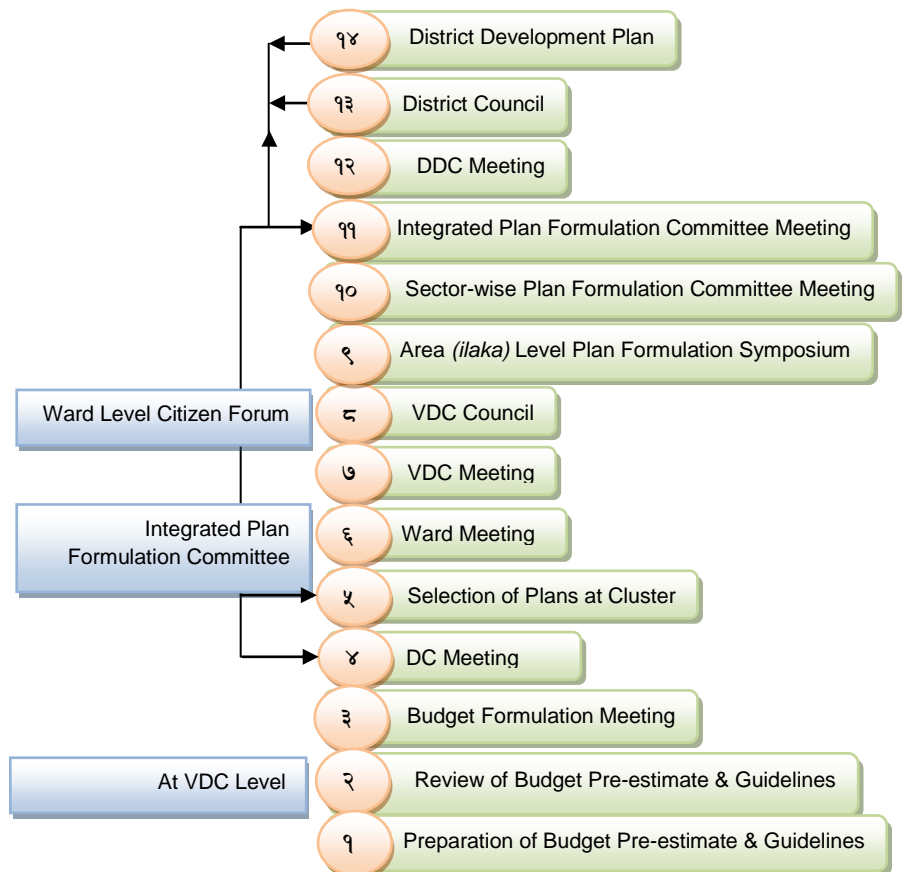 १४ District Development Plan
१३ District Council
१२ DDC Meeting
११ Integrated Plan Formulation Committee Meeting
१० Sector-wise Plan Formulation Committee Meeting
९ Area (ilaka) Level Plan Formulation Symposium
Ward Level Citizen Forum
८ VDC Council
७ VDC Meeting
Integrated Plan
Formulation Committee
६ Ward Meeting
५ Selection of Plans at Cluster
४ DC Meeting
३ Budget Formulation Meeting
At VDC Level
२ Review of Budget Pre-estimate & Guidelines
१ Preparation of Budget Pre-estimate & Guidelines